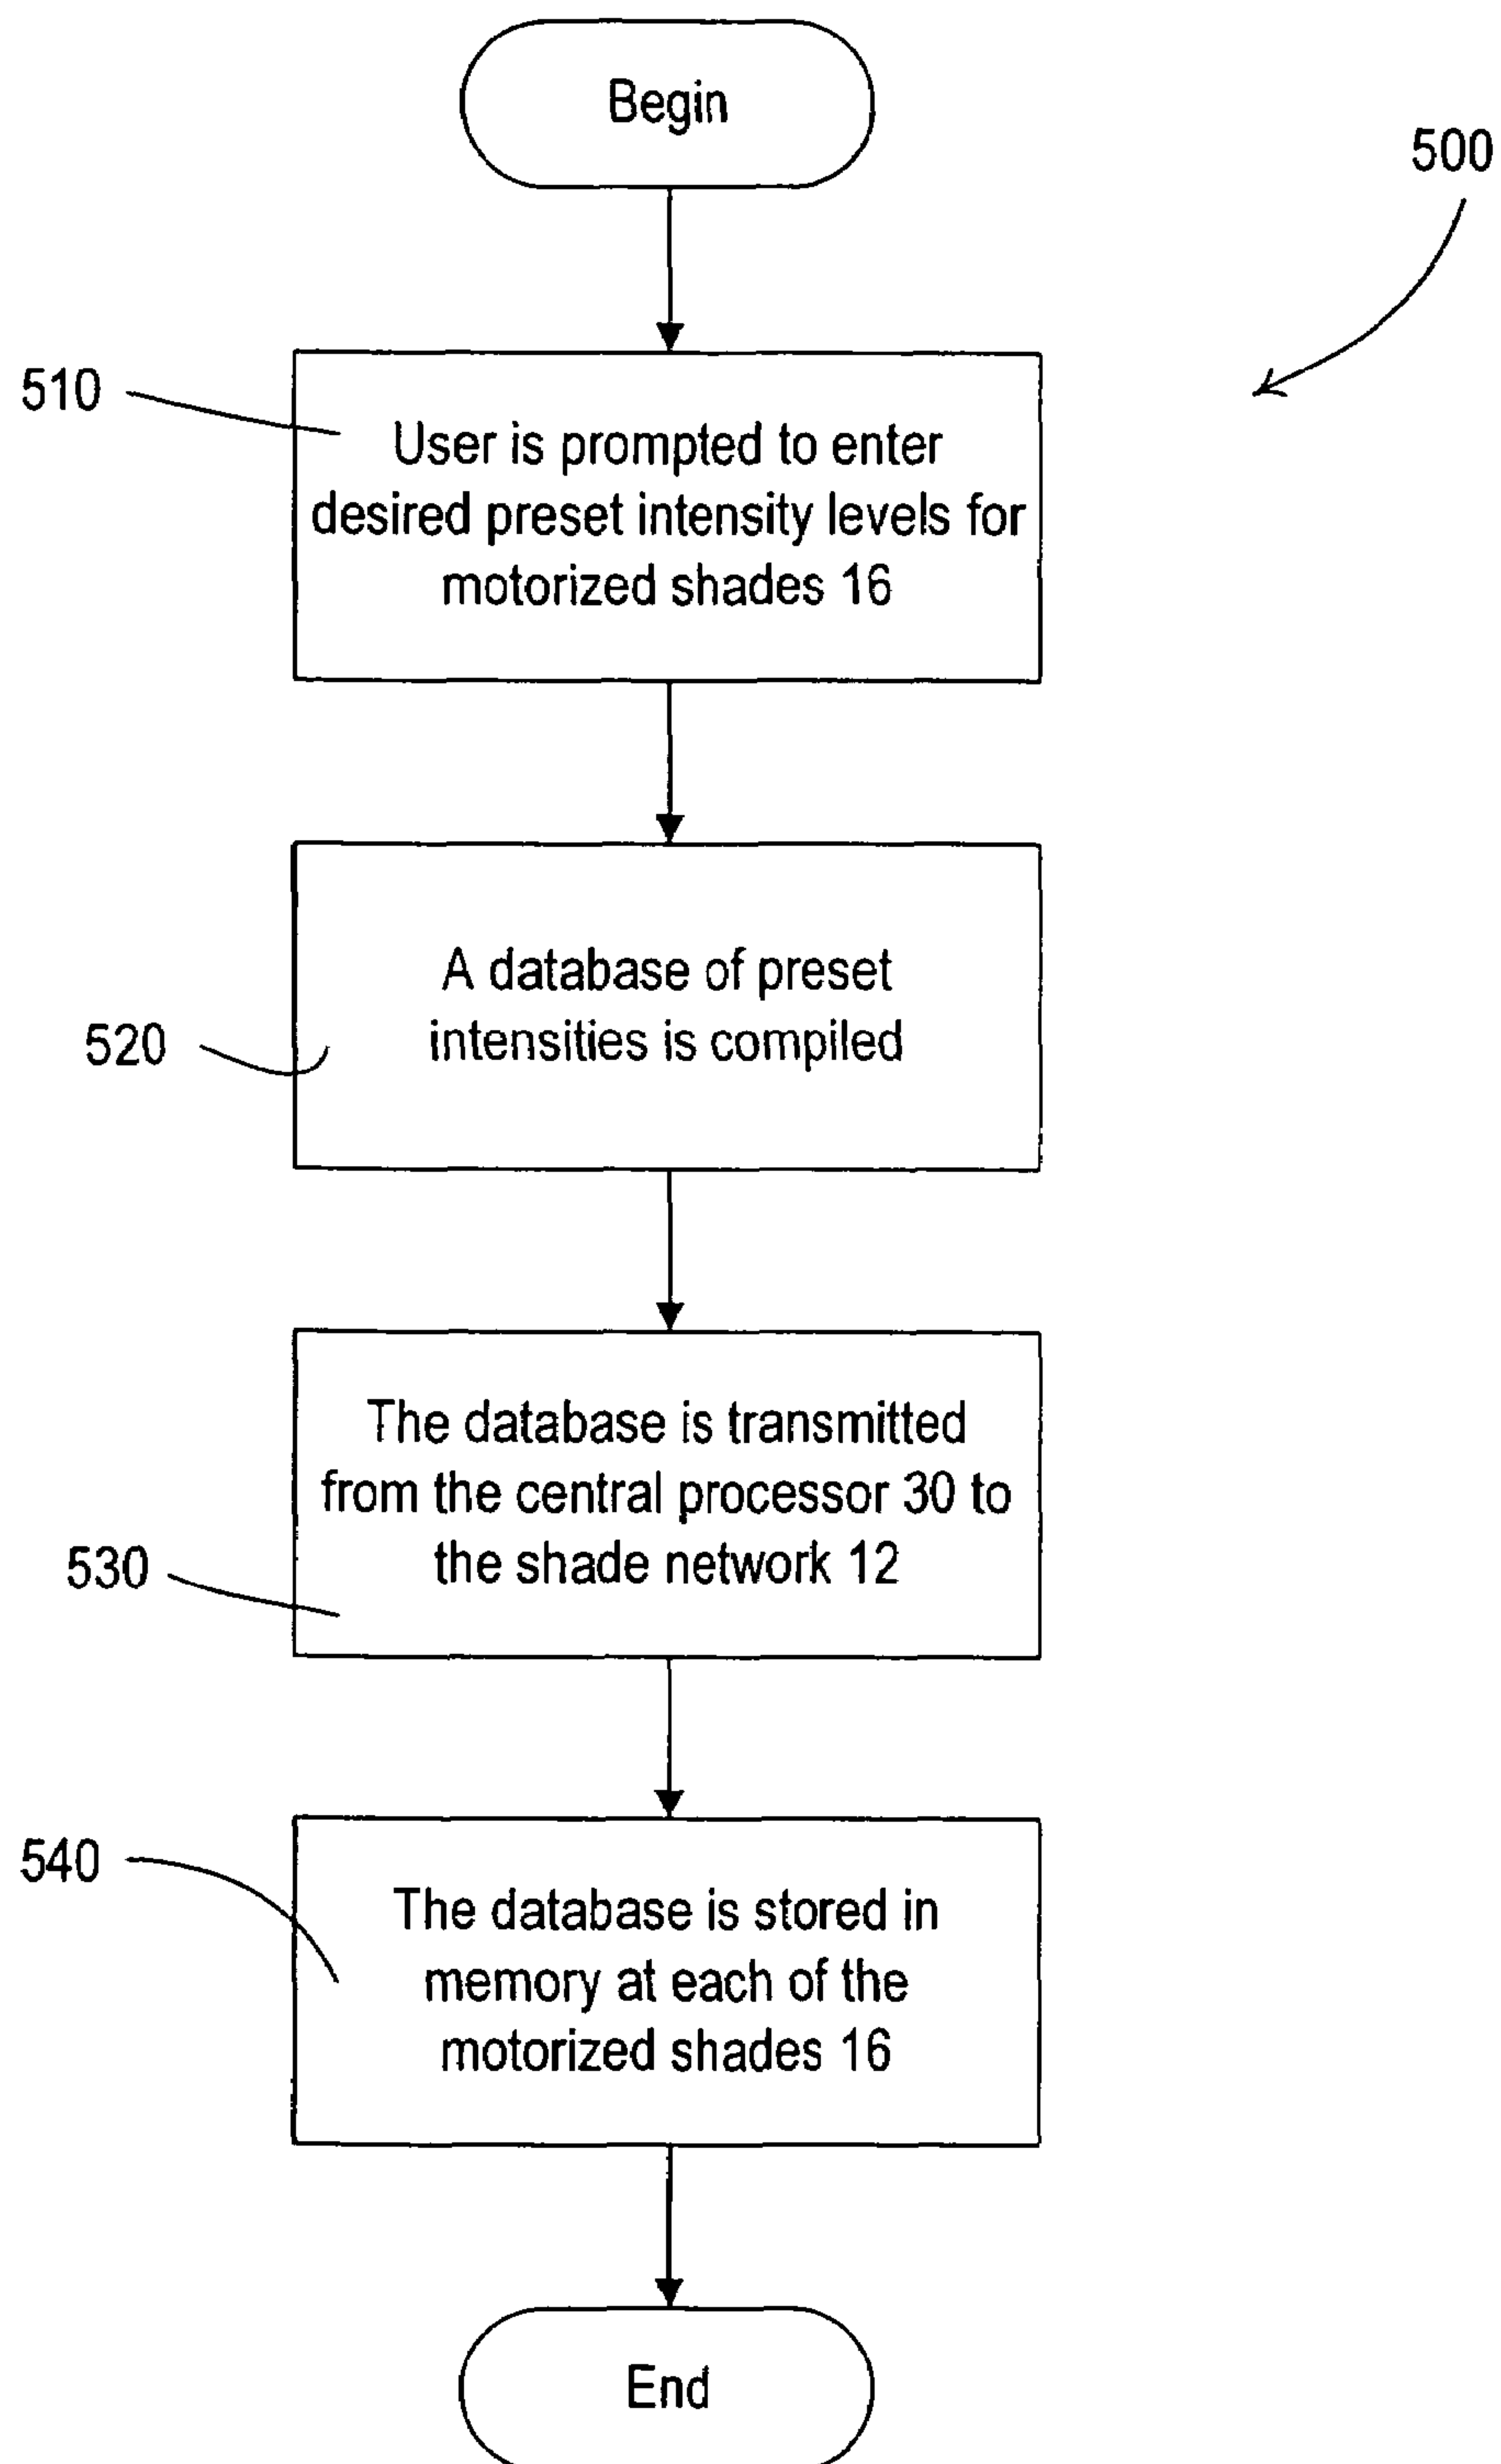 Begin
500
510
User is prompted to enter
desired preset intensity levels for
motorized shades 16
A database of preset
intensities is compiled
520
The database is transmitted
from the central processor 30 to
the shade network 12
530
540
The database is stored in
memory at each of the
motorized shades 16
End